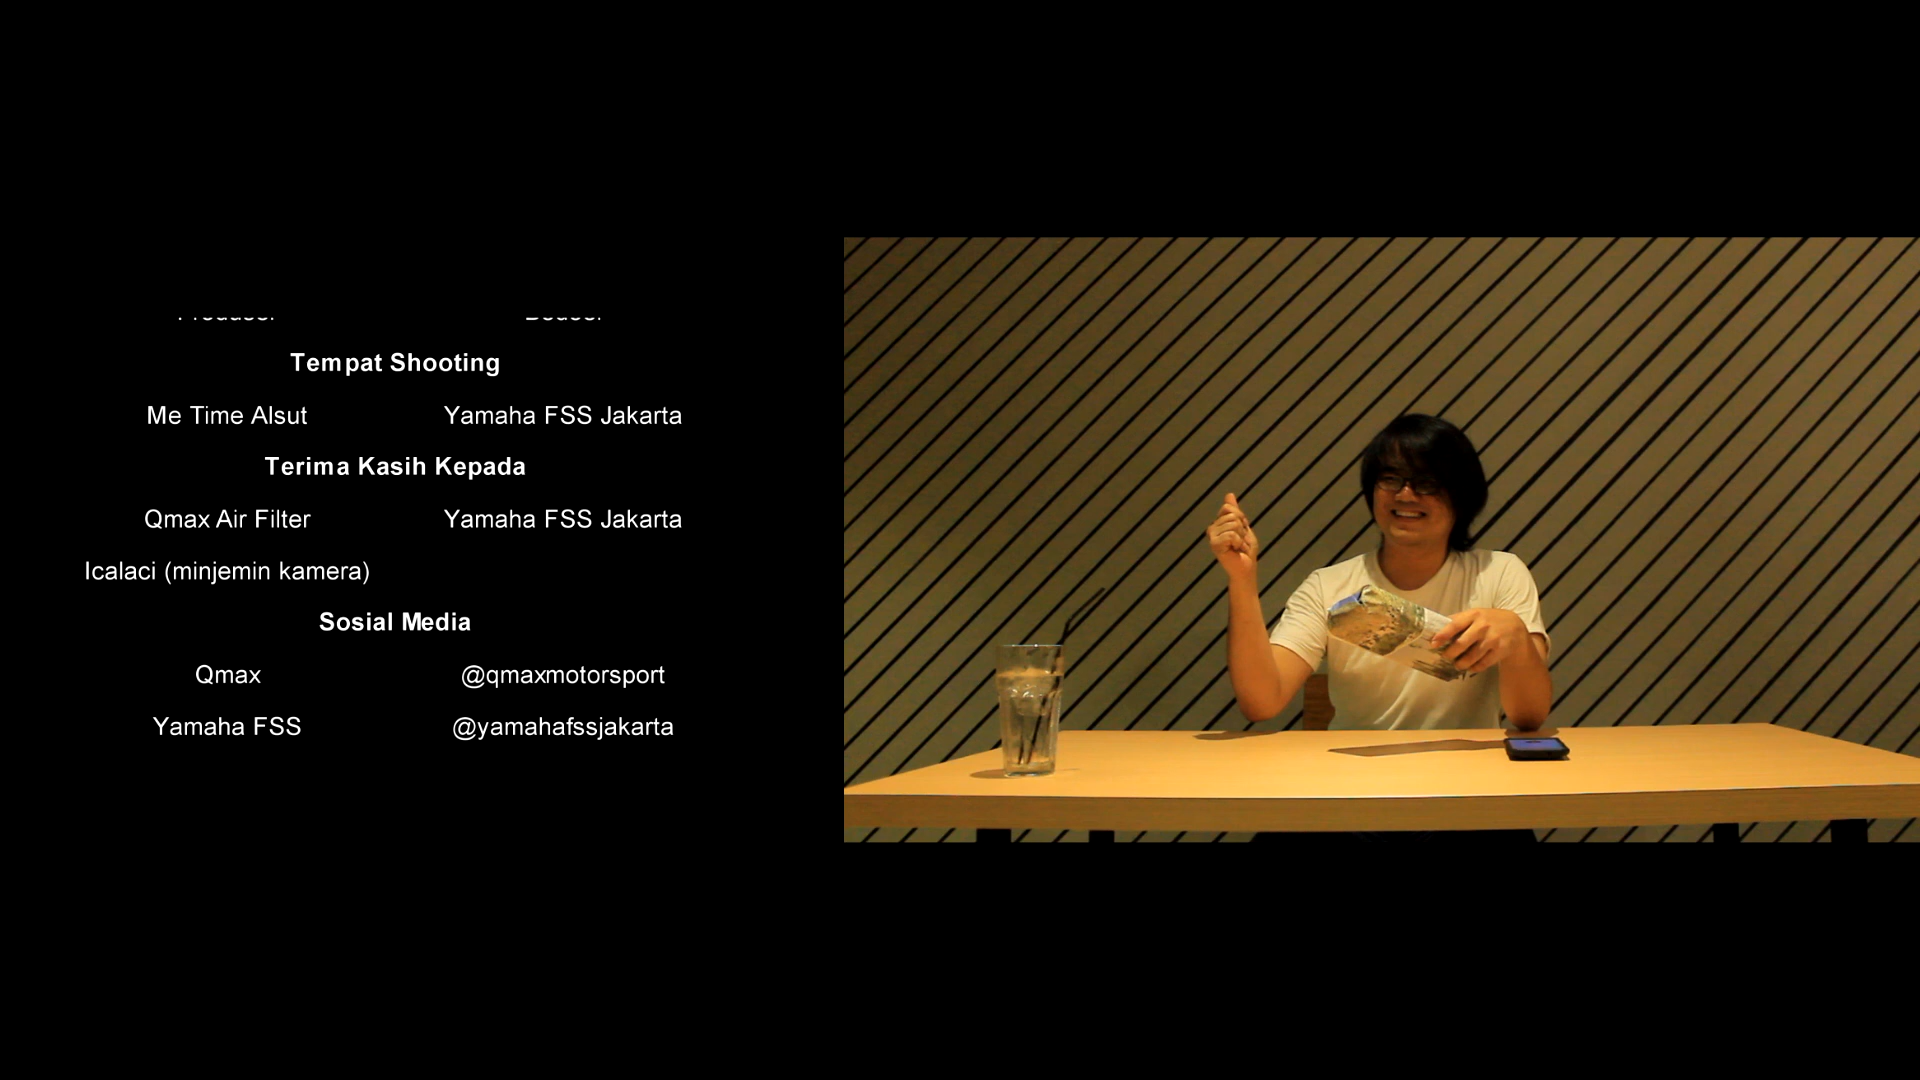 Tempat Shooting
Me Time Alsut Yamaha FSS Jakarta
Terima Kasih Kepada
Qmax Air Filter Yamaha FSS Jakarta
Icalaci (minjemin kamera)
Sosial Media
Qmax @qmaxmotorsport
Yamaha FSS @yamahafssjakarta